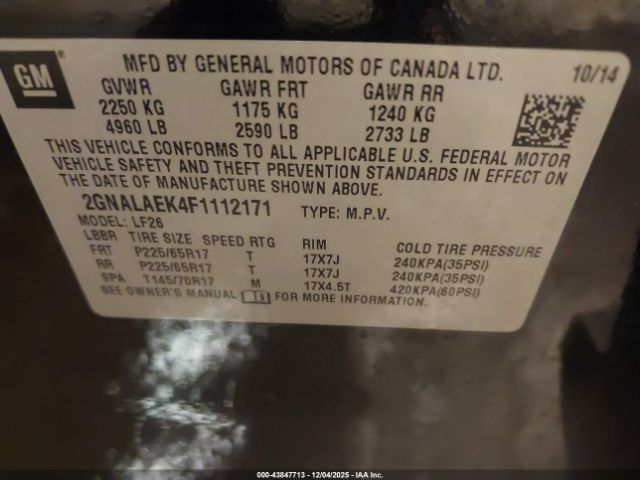 GM ®
MFD BY GENERAL MOTORS OF CANADA LTD. 10/14
GVWR GAWR FRT GAWR RR
2250 KG 1175 KG 1240 KG
4960 LB 2590 LB 2733 LB
THIS VEHICLE CONFORMS TO ALL APPLICABLE U.S. FEDERAL MOTOR
VEHICLE SAFETY AND THEFT PREVENTION STANDARDS IN EFFECT ON
THE DATE OF MANUFACTURE SHOWN ABOVE.
2GNALAEK4F1112171 TYPE: M.P.V.
MODEL: LF26
LBBR TIRE SIZE SPEED RTG RIM COLD TIRE PRESSURE
FRT P225/65R17 T 17X7J 240KPA(35PSI)
RR P225/65R17 T 17X7J 240KPA(35PSI)
SPA T145/70R17 M 17X4.5T 420KPA(60PSI)
SEE OWNER'S MANUAL FOR MORE INFORMATION.
000-43847713 - 12/04/2025 - IAA Inc.